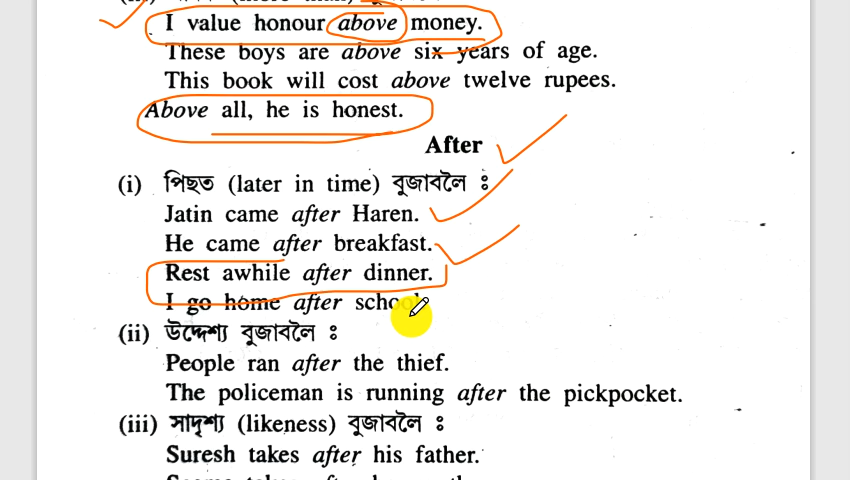 I value honour above money.
These boys are above six years of age.
This book will cost above twelve rupees.
Above all, he is honest.
After
(i) পিছত (later in time) বুজাবলৈ ঃ
Jatin came after Haren.
He came after breakfast.
Rest awhile after dinner.
I go home after school
(ii) উদ্দেশ্য বুজাবলৈ ঃ
People ran after the thief.
The policeman is running after the pickpocket.
(iii) সাদৃশ্য (likeness) বুজাবলৈ ঃ
Suresh takes after his father.